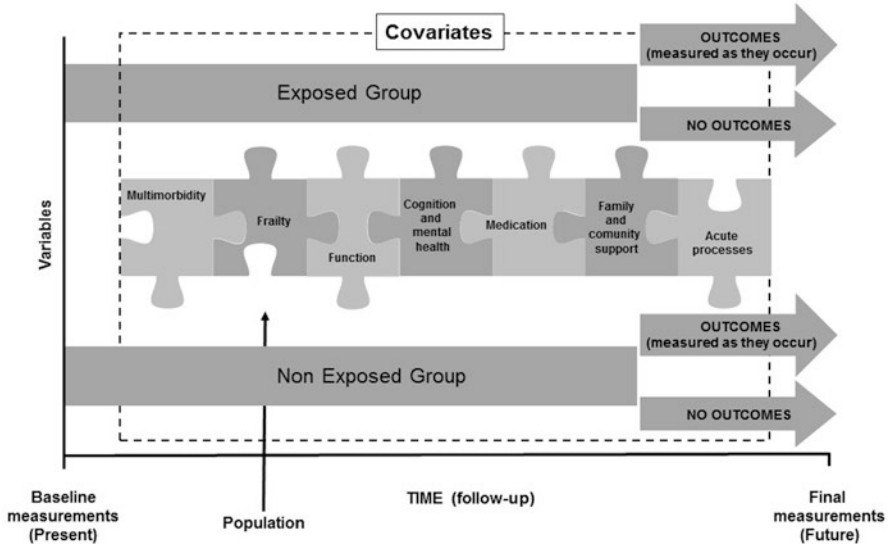 Covariates
OUTCOMES
(measured as they occur)
Exposed Group
NO OUTCOMES
Variables
Multimorbidity
Frailty
Function
Cognition
and
mental
health
Medication
Family
and
comunity
support
Acute
processes
OUTCOMES
(measured as they occur)
Non Exposed Group
NO OUTCOMES
Baseline
measurements
(Present)
Population
TIME (follow-up)
Final
measurements
(Future)